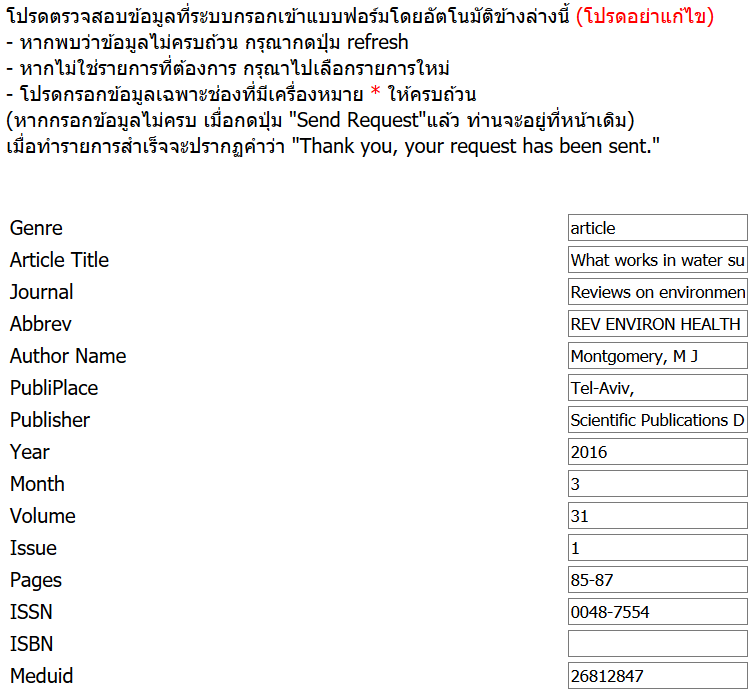 โปรดตรวจสอบข้อมูลที่ระบบกรอกเข้าแบบฟอร์มโดยอัตโนมัติข้างล่างนี้ (โปรดอย่าแก้ไข)
- หากพบว่าข้อมูลไม่ครบถ้วน กรุณากดปุ่ม refresh
- หากไม่ใช่รายการที่ต้องการ กรุณาไปเลือกรายการใหม่
- โปรดกรอกข้อมูลเฉพาะช่องที่มีเครื่องหมาย * ให้ครบถ้วน
(หากกรอกข้อมูลไม่ครบ เมื่อกดปุ่ม "Send Request"แล้ว ท่านจะอยู่ที่หน้าเดิม)
เมื่อทำรายการสำเร็จจะปรากฏคำว่า "Thank you, your request has been sent."
Genre article
Article Title What works in water su
Journal Reviews on environmen
Abbrev REV ENVIRON HEALTH
Author Name Montgomery, M J
PubliPlace Tel-Aviv,
Publisher Scientific Publications D
Year 2016
Month 3
Volume 31
Issue 1
Pages 85-87
ISSN 0048-7554
ISBN
Meduid 26812847